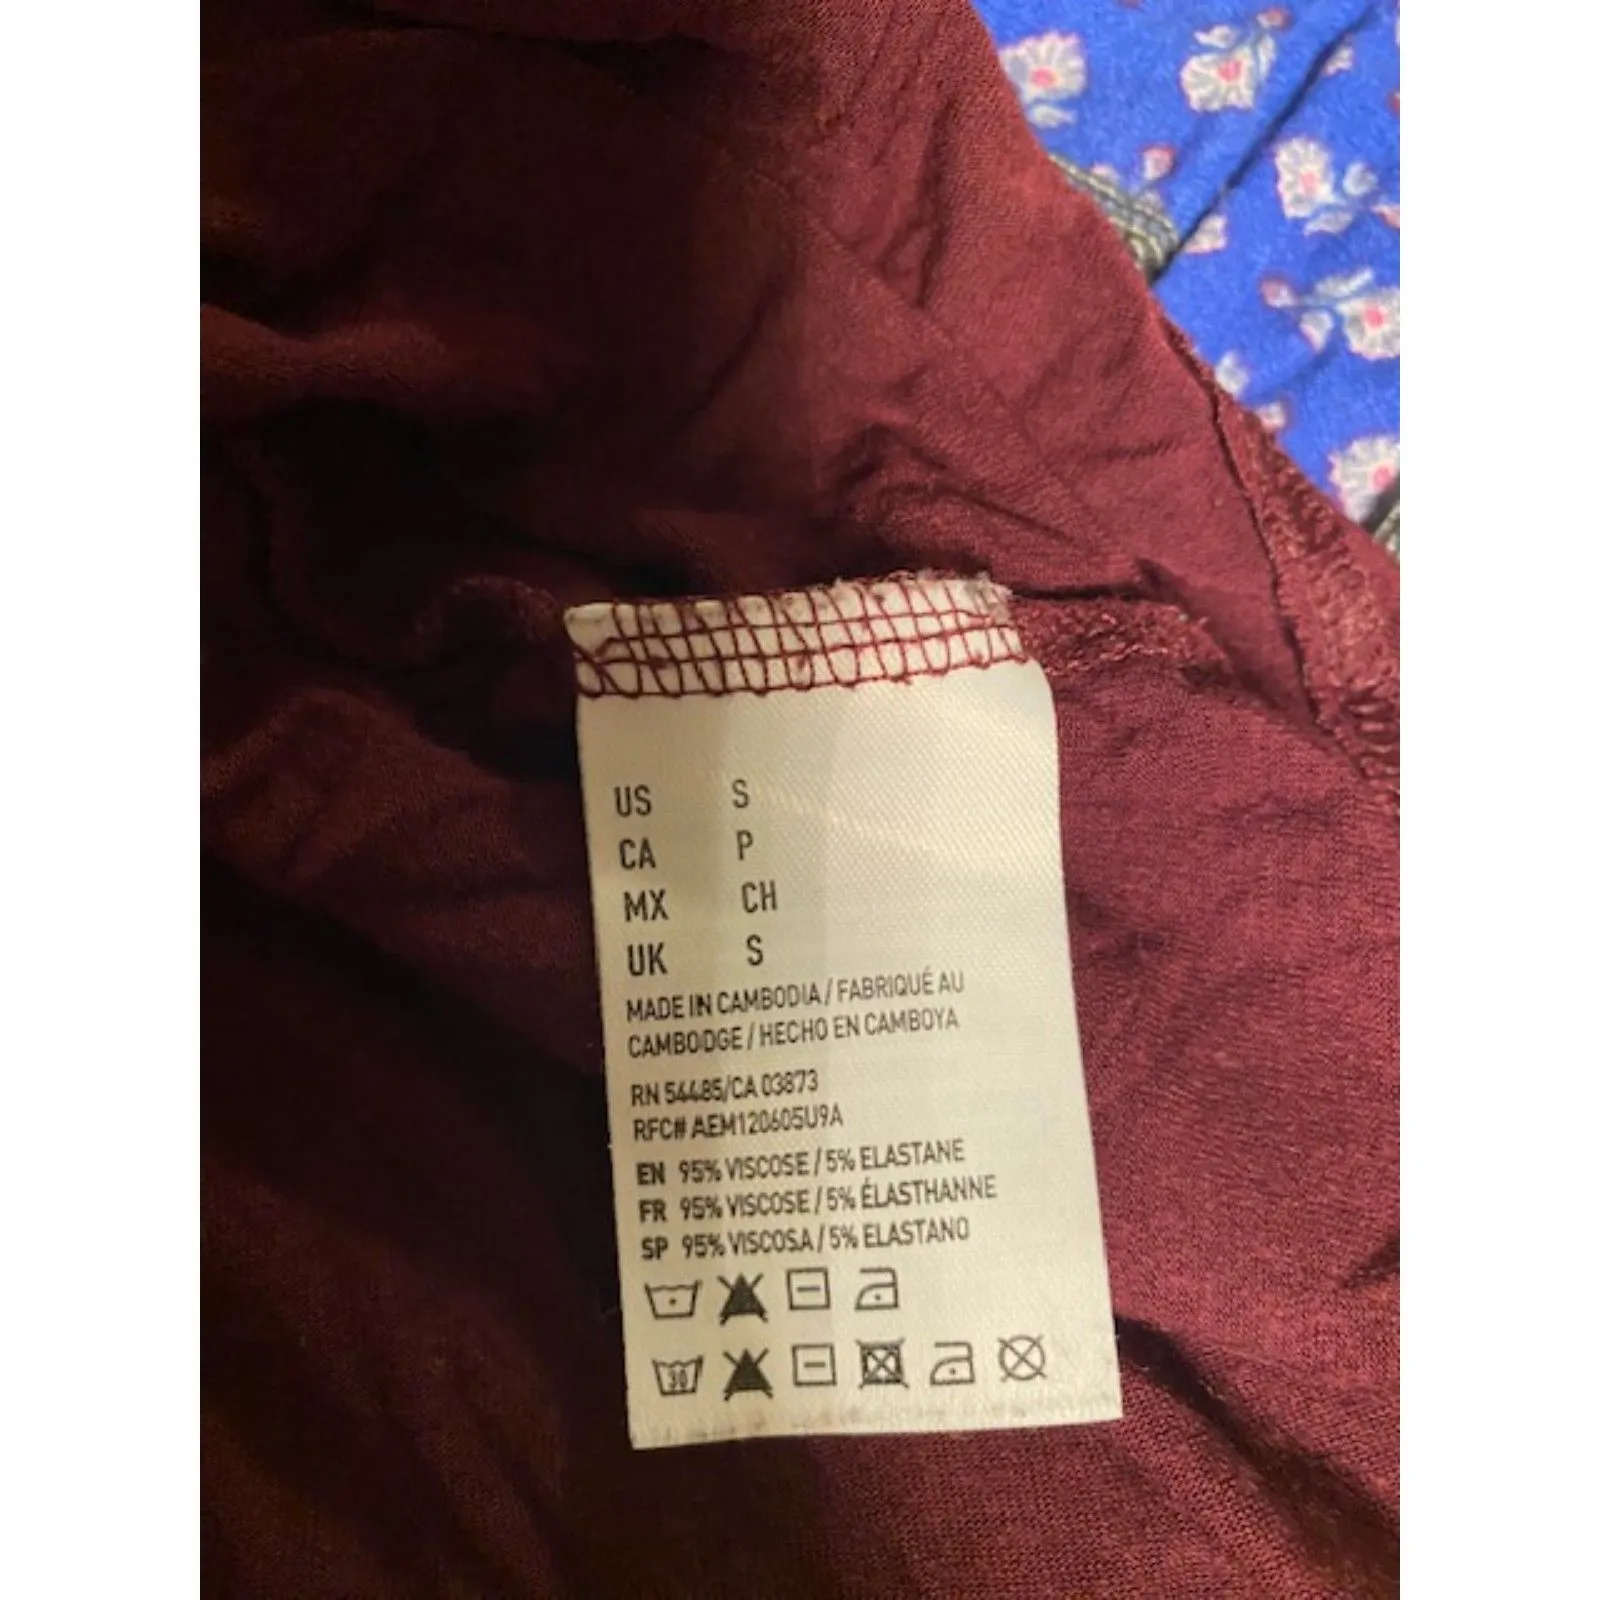 US S
CA P
MX CH
UK S
MADE IN CAMBODIA / FABRIQUÉ AU
CAMBODGE / HECHO EN CAMBOYA
RN 54485/CA 03873
RFC# AEM120605U9A
EN 95% VISCOSE / 5% ELASTANE
FR 95% VISCOSE / 5% ÉLASTHANNE
SP 95% VISCOSA / 5% ELASTANO
30